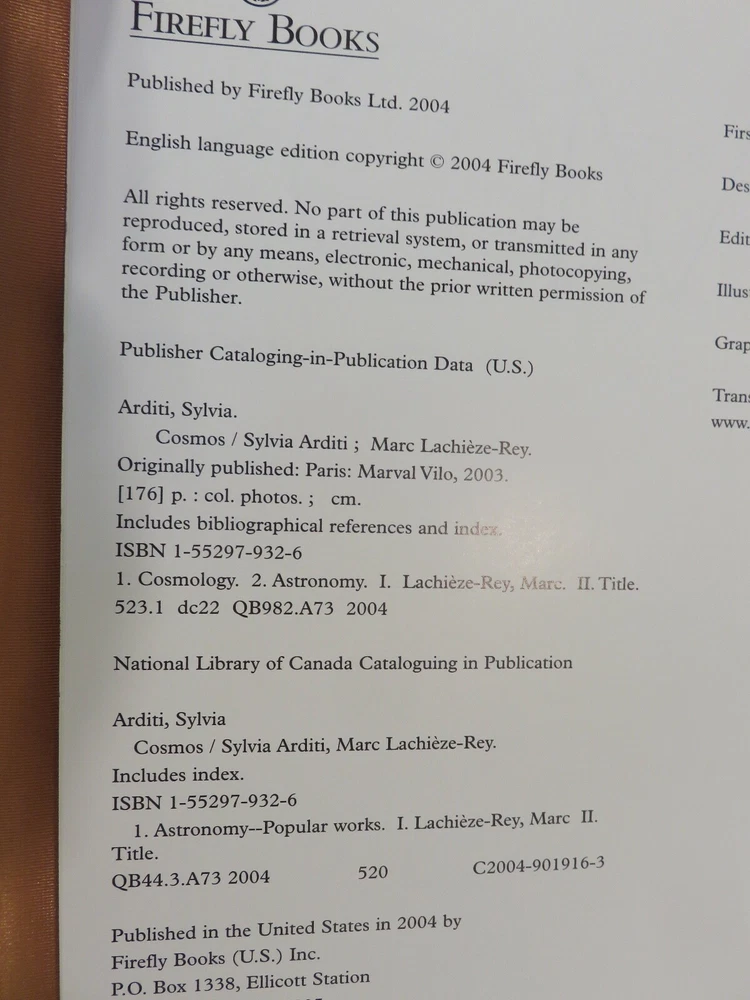 FIREFLY BOOKS
Published by Firefly Books Ltd. 2004
English language edition copyright © 2004 Firefly Books
All rights reserved. No part of this publication may be
reproduced, stored in a retrieval system, or transmitted in any
form or by any means, electronic, mechanical, photocopying,
recording or otherwise, without the prior written permission of
the Publisher.
Publisher Cataloging-in-Publication Data (U.S.)
Arditi, Sylvia.
Cosmos / Sylvia Arditi ; Marc Lachièze-Rey.
Originally published: Paris: Marval Vilo, 2003.
[176] p. : col. photos. ; cm.
Includes bibliographical references and index.
ISBN 1-55297-932-6
1. Cosmology. 2. Astronomy. I. Lachièze-Rey, Marc. II. Title.
523.1 dc22 QB982.A73 2004
National Library of Canada Cataloguing in Publication
Arditi, Sylvia
Cosmos / Sylvia Arditi, Marc Lachièze-Rey.
Includes index.
ISBN 1-55297-932-6
1. Astronomy--Popular works. I. Lachièze-Rey, Marc II.
Title.
QB44.3.A73 2004 520 C2004-901916-3
Published in the United States in 2004 by
Firefly Books (U.S.) Inc.
P.O. Box 1338, Ellicott Station
Firs
Des
Edit
Illus
Grap
Trans
www.